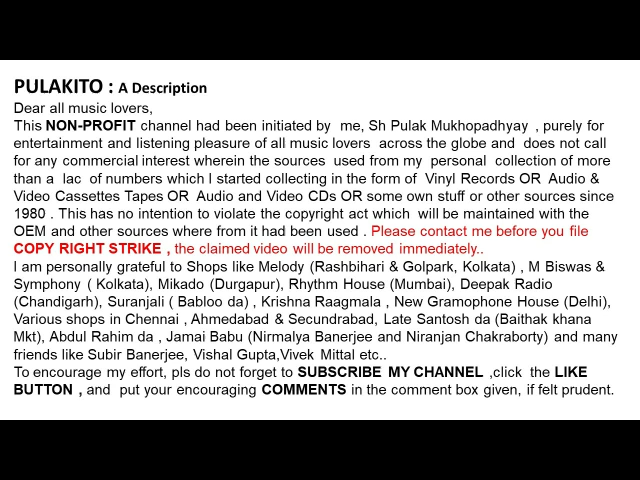 PULAKITO : A Description
Dear all music lovers,
This NON-PROFIT channel had been initiated by me, Sh Pulak Mukhopadhyay , purely for
entertainment and listening pleasure of all music lovers across the globe and does not call
for any commercial interest wherein the sources used from my personal collection of more
than a lac of numbers which I started collecting in the form of Vinyl Records OR Audio &
Video Cassettes Tapes OR Audio and Video CDs OR some own stuff or other sources since
1980 . This has no intention to violate the copyright act which will be maintained with the
OEM and other sources where from it had been used . Please contact me before you file
COPY RIGHT STRIKE , the claimed video will be removed immediately..
I am personally grateful to Shops like Melody (Rashbihari & Golpark, Kolkata) , M Biswas &
Symphony ( Kolkata), Mikado (Durgapur), Rhythm House (Mumbai), Deepak Radio
(Chandigarh), Suranjali ( Babloo da) , Krishna Raagmala , New Gramophone House (Delhi),
Various shops in Chennai , Ahmedabad & Secundrabad, Late Santosh da (Baithak khana
Mkt), Abdul Rahim da , Jamai Babu (Nirmalya Banerjee and Niranjan Chakraborty) and many
friends like Subir Banerjee, Vishal Gupta,Vivek Mittal etc..
To encourage my effort, pls do not forget to SUBSCRIBE MY CHANNEL ,click the LIKE
BUTTON , and put your encouraging COMMENTS in the comment box given, if felt prudent.